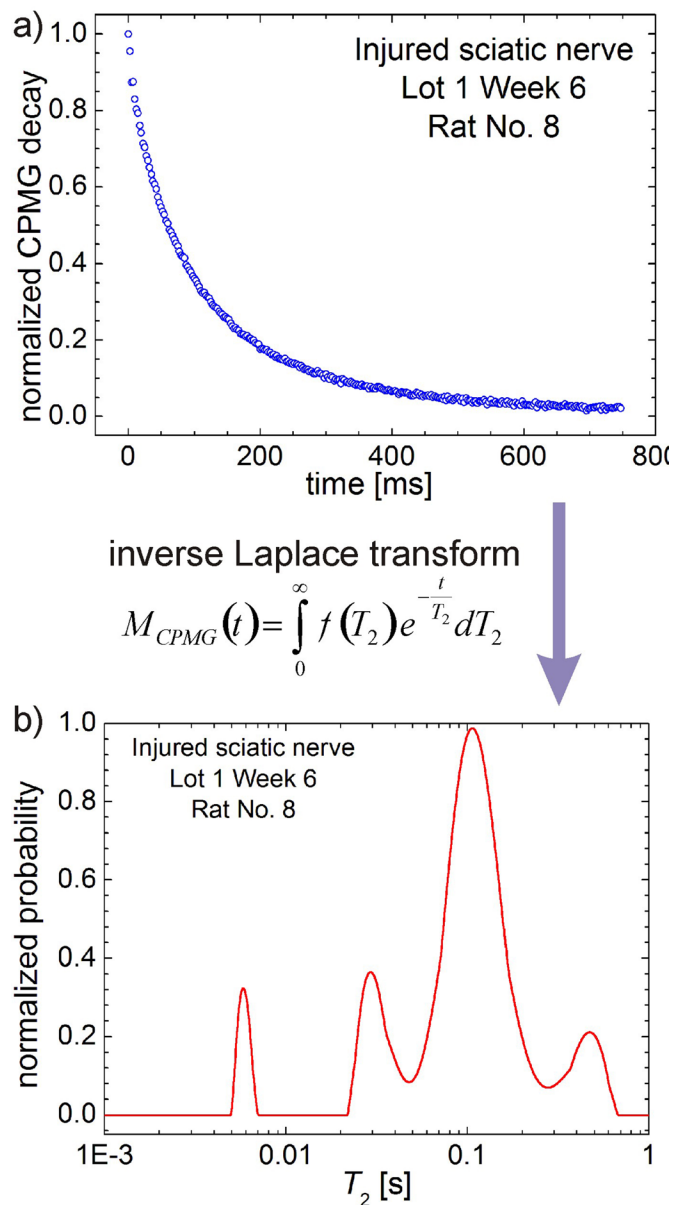 a)
1.0
0.8
0.6
0.4
0.2
0.0
normalized CPMG decay
Injured sciatic nerve
Lot 1 Week 6
Rat No. 8
0 200 400 600 800
time [ms]
inverse Laplace transform
M_CPMG(t) = ∫_0^∞ f(T_2) e^{-t/T_2} dT_2
b)
1.0
0.8
0.6
0.4
0.2
0.0
normalized probability
Injured sciatic nerve
Lot 1 Week 6
Rat No. 8
1E-3 0.01 0.1 1
T_2 [s]